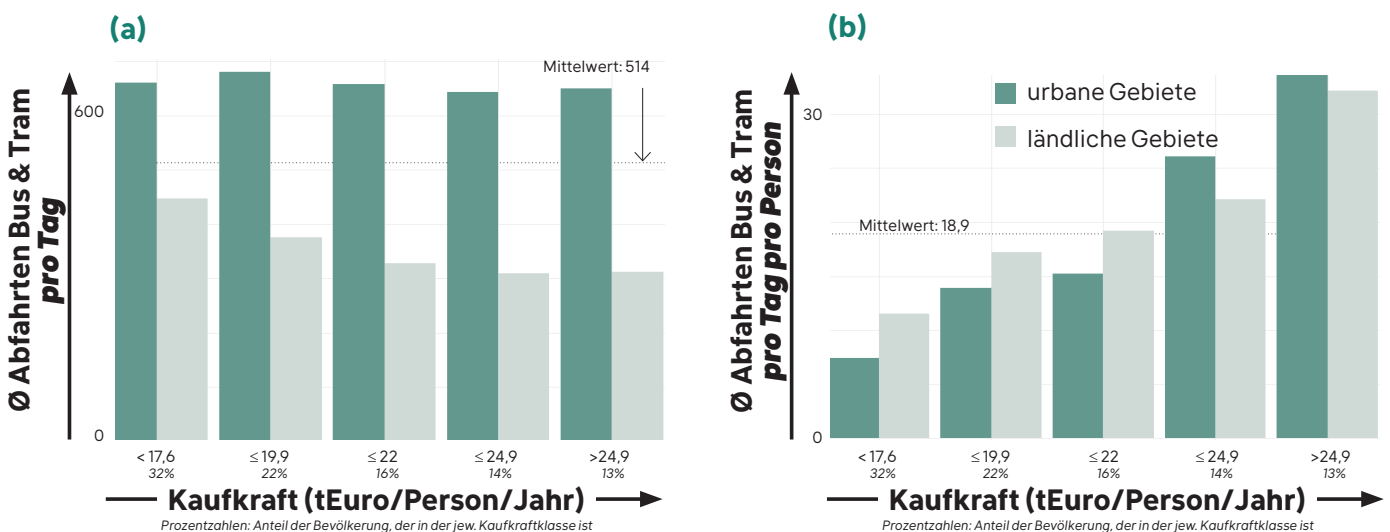 (a)
Ø Abfahrten Bus & Tram
pro Tag
600
0
Mittelwert: 514
< 17,6
32%
≤ 19,9
22%
≤ 22
16%
≤ 24,9
14%
>24,9
13%
Kaufkraft (tEuro/Person/Jahr)
Prozentzahlen: Anteil der Bevölkerung, der in der jew. Kaufkraftklasse ist
(b)
Ø Abfahrten Bus & Tram
pro Tag pro Person
30
0
urbane Gebiete
ländliche Gebiete
Mittelwert: 18,9
< 17,6
32%
≤ 19,9
22%
≤ 22
16%
≤ 24,9
14%
>24,9
13%
Kaufkraft (tEuro/Person/Jahr)
Prozentzahlen: Anteil der Bevölkerung, der in der jew. Kaufkraftklasse ist